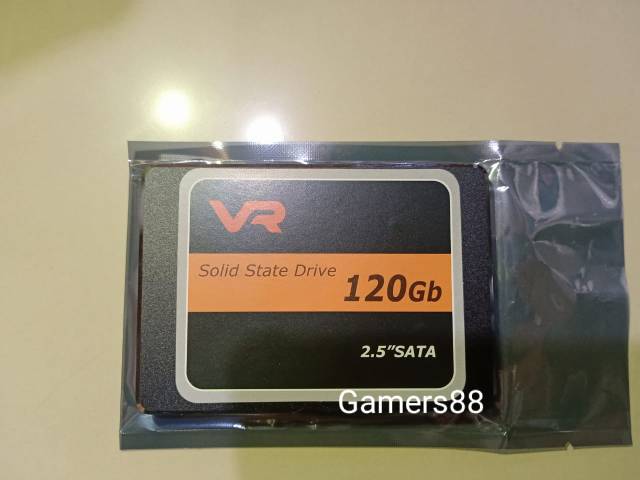 VR
Solid State Drive
120Gb
2.5"SATA
Gamers88